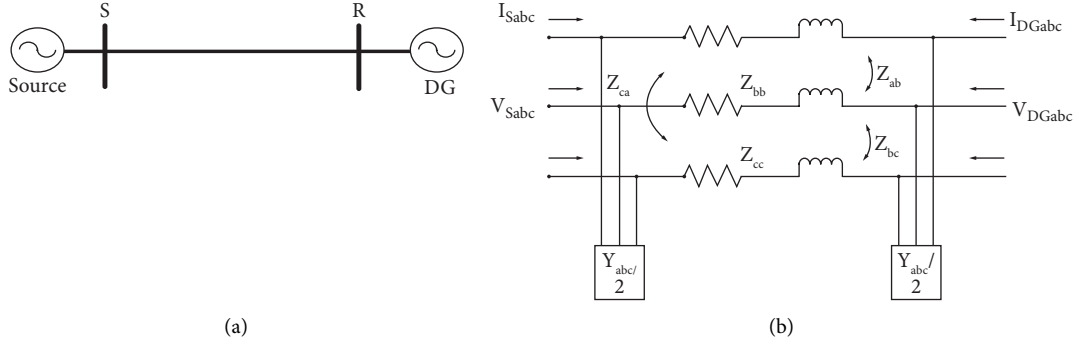 S
R
Source
DG
(a)
I_Sabc
I_DGabc
Z_ca
Z_bb
Z_ab
V_Sabc
V_DGabc
Z_cc
Z_bc
Y_abc/
2
Y_abc/
2
(b)